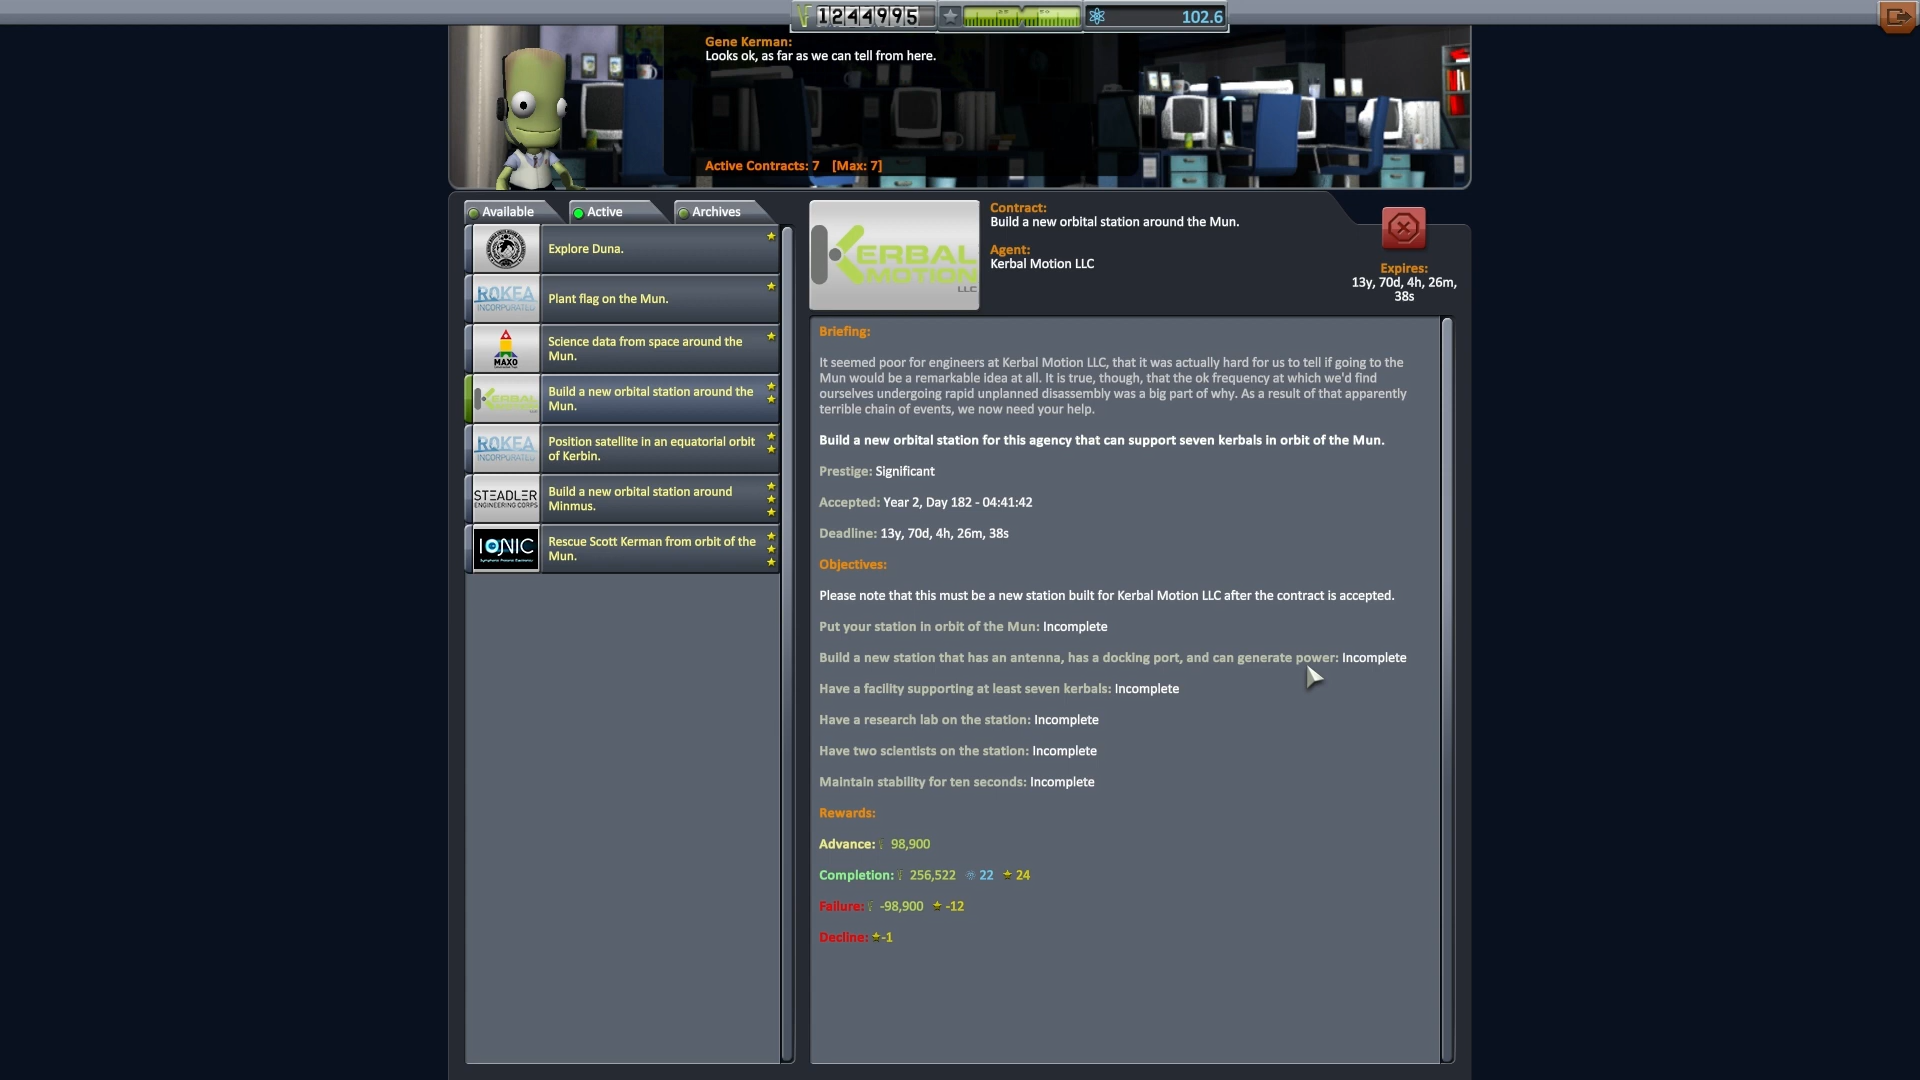 1244995
102.6
Gene Kerman:
Looks ok, as far as we can tell from here.
Active Contracts: 7 [Max: 7]
Available
Active
Archives
Explore Duna.
ROKEA
INCORPORATED
Plant flag on the Mun.
MAXO
Science data from space around the
Mun.
KERBAL
Build a new orbital station around the
Mun.
ROKEA
INCORPORATED
Position satellite in an equatorial orbit
of Kerbin.
STEADLER
ENGINEERING CORPS
Build a new orbital station around
Minmus.
IONIC
Rescue Scott Kerman from orbit of the
Mun.
KERBAL
MOTION
LLC
Contract:
Build a new orbital station around the Mun.
Agent:
Kerbal Motion LLC
Expires:
13y, 70d, 4h, 26m,
38s
Briefing:
It seemed poor for engineers at Kerbal Motion LLC, that it was actually hard for us to tell if going to the
Mun would be a remarkable idea at all. It is true, though, that the ok frequency at which we'd find
ourselves undergoing rapid unplanned disassembly was a big part of why. As a result of that apparently
terrible chain of events, we now need your help.
Build a new orbital station for this agency that can support seven kerbals in orbit of the Mun.
Prestige: Significant
Accepted: Year 2, Day 182 - 04:41:42
Deadline: 13y, 70d, 4h, 26m, 38s
Objectives:
Please note that this must be a new station built for Kerbal Motion LLC after the contract is accepted.
Put your station in orbit of the Mun: Incomplete
Build a new station that has an antenna, has a docking port, and can generate power: Incomplete
Have a facility supporting at least seven kerbals: Incomplete
Have a research lab on the station: Incomplete
Have two scientists on the station: Incomplete
Maintain stability for ten seconds: Incomplete
Rewards:
Advance: 98,900
Completion: 256,522 22 24
Failure: -98,900 -12
Decline: -1